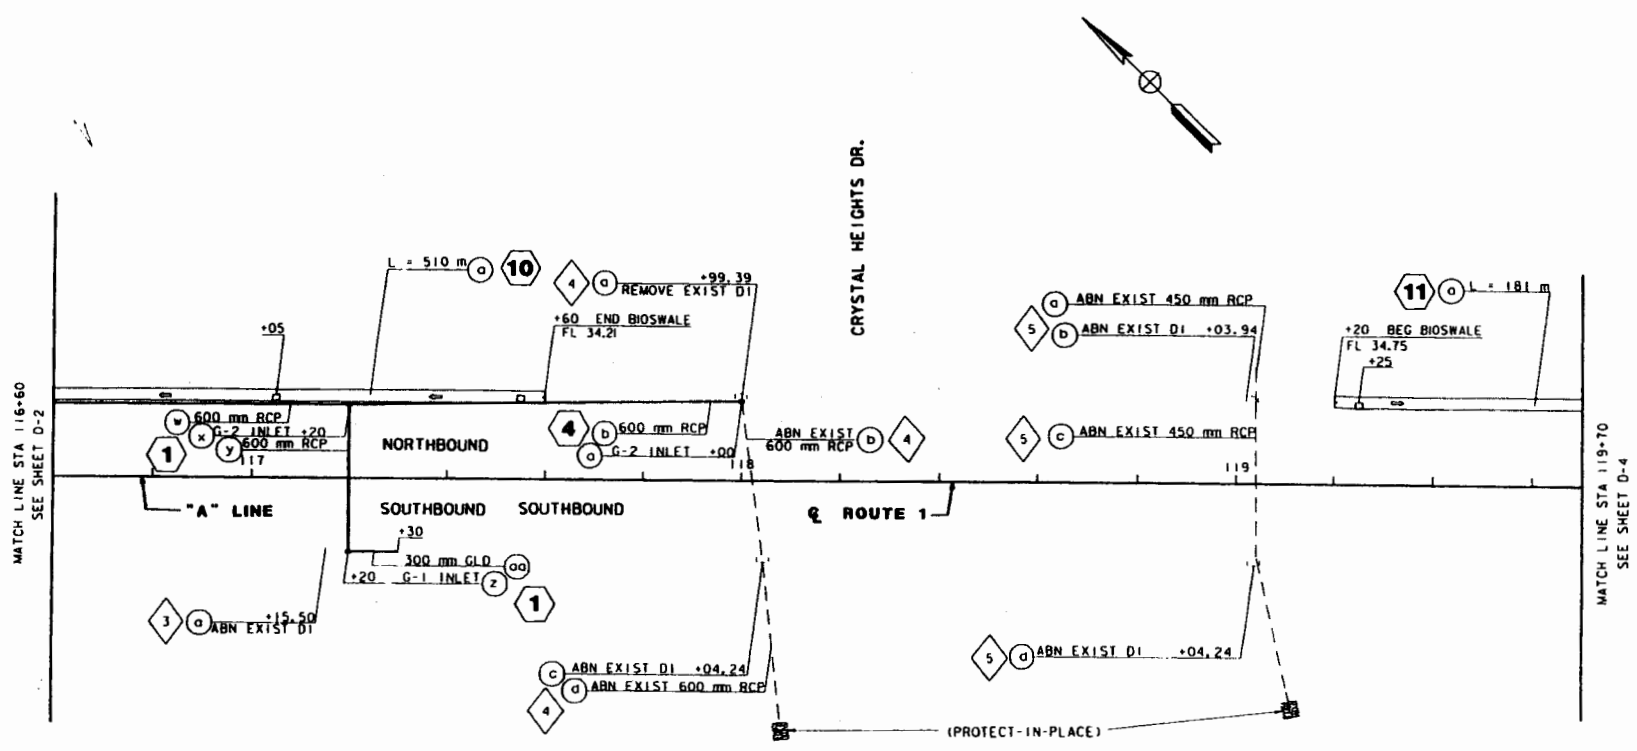 CRYSTAL HEIGHTS DR.
MATCH LINE STA 116+60
SEE SHEET D-2
L = 510 m a 10
+05
4 a +99.39
REMOVE EXIST DI
+60 END BIOSWALE
FL 34.21
a ABN EXIST 450 mm RCP
5 b ABN EXIST DI +03.94
11 a L = 181 m
+20 BEG BIOSWALE
FL 34.75
+25
w 600 mm RCP
x G-2 INLET +20
1 y 600 mm RCP
117
NORTHBOUND
4 b 600 mm RCP
a G-2 INLET +00
118
ABN EXIST b 4
600 mm RCP
5 c ABN EXIST 450 mm RCP
119
"A" LINE
SOUTHBOUND SOUTHBOUND
℄ ROUTE 1
+30
300 mm GLD aa
+20 G-1 INLET z
1
3 a +15.50
ABN EXIST DI
c ABN EXIST DI +04.24
d ABN EXIST 600 mm RCP
4
5 d ABN EXIST DI +04.24
(PROTECT-IN-PLACE)
MATCH LINE STA 119+70
SEE SHEET D-4